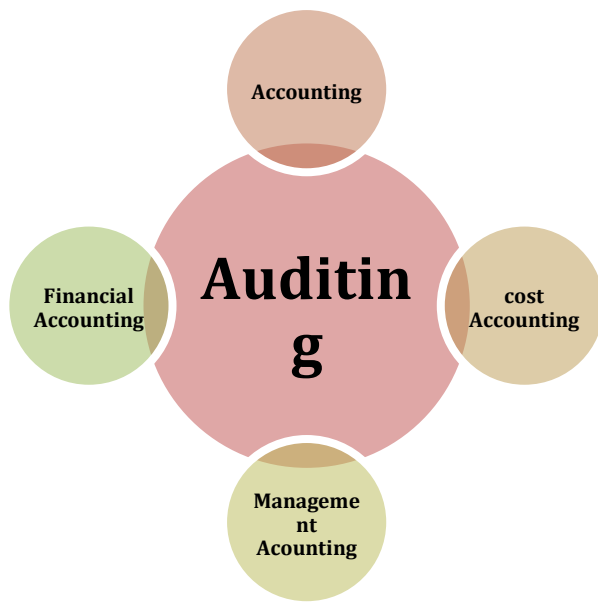 Accounting
Financial
Accounting
Auditin
g
cost
Accounting
Manageme
nt
Acounting